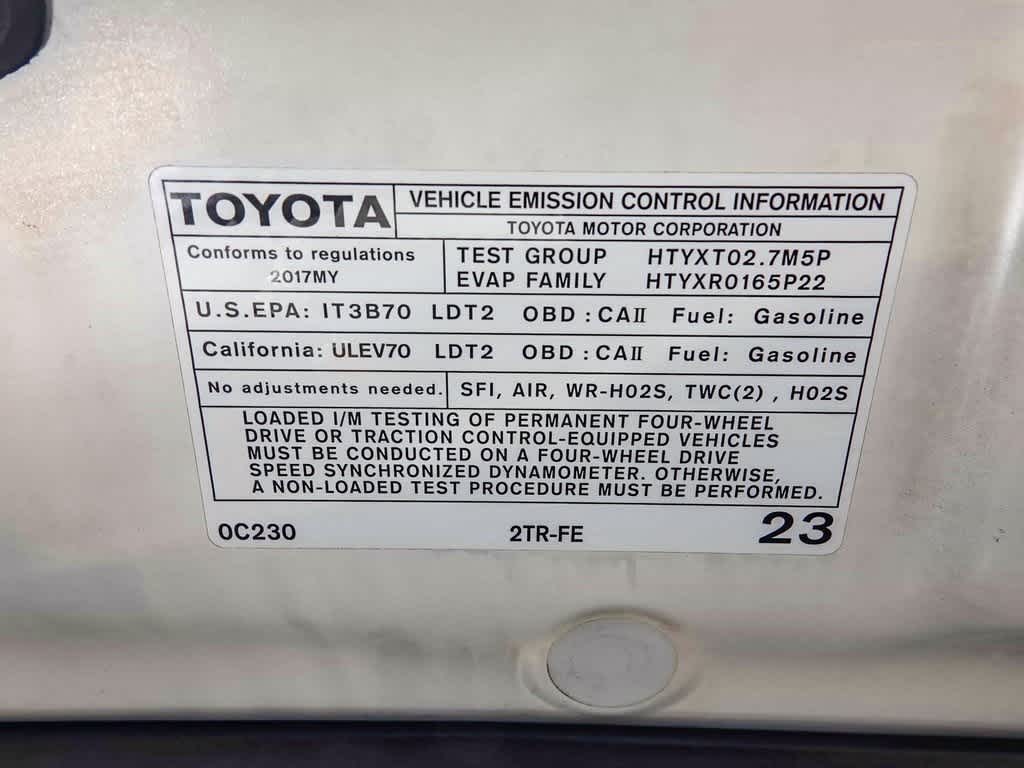 TOYOTA
VEHICLE EMISSION CONTROL INFORMATION
TOYOTA MOTOR CORPORATION
Conforms to regulations
2017MY
TEST GROUP HTYXT02.7M5P
EVAP FAMILY HTYXR0165P22
U.S.EPA: IT3B70 LDT2 OBD : CAII Fuel: Gasoline
California: ULEV70 LDT2 OBD : CAII Fuel: Gasoline
No adjustments needed. SFI, AIR, WR-HO2S, TWC(2) , HO2S
LOADED I/M TESTING OF PERMANENT FOUR-WHEEL
DRIVE OR TRACTION CONTROL-EQUIPPED VEHICLES
MUST BE CONDUCTED ON A FOUR-WHEEL DRIVE
SPEED SYNCHRONIZED DYNAMOMETER. OTHERWISE,
A NON-LOADED TEST PROCEDURE MUST BE PERFORMED.
0C230 2TR-FE 23